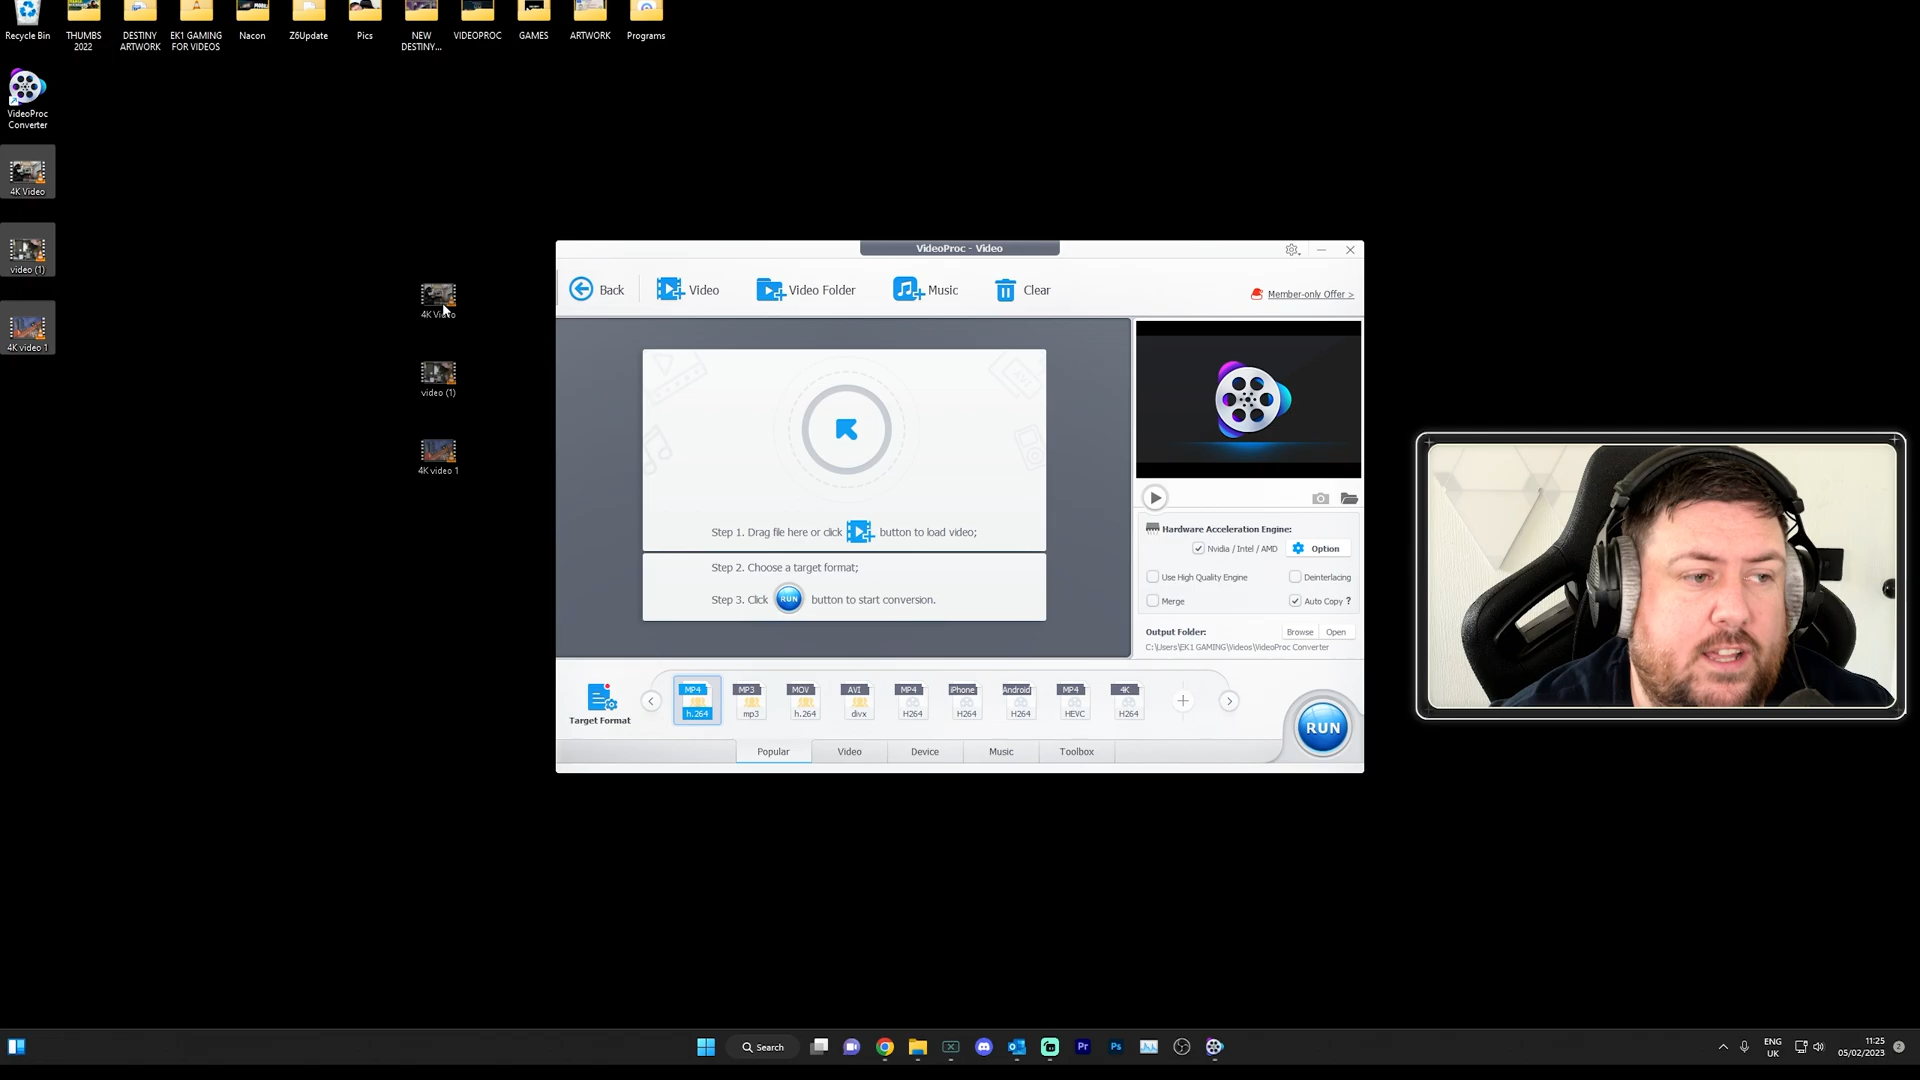 Recycle Bin
THUMBS
2022
DESTINY
ARTWORK
EK1 GAMING
FOR VIDEOS
Nacon
Z6Update
Pics
NEW
DESTINY...
VIDEOPROC
GAMES
ARTWORK
Programs
VideoProc
Converter
4K Video
video (1)
4K video 1
4K Video
video (1)
4K video 1
VideoProc - Video
Back
Video
Video Folder
Music
Clear
Member-only Offer >
Step 1. Drag file here or click button to load video;
Step 2. Choose a target format;
Step 3. Click RUN button to start conversion.
Hardware Acceleration Engine:
Nvidia / Intel / AMD
Option
Use High Quality Engine
Deinterlacing
Merge
Auto Copy ?
Output Folder:
Browse
Open
C:\Users\EK1 GAMING\Videos\VideoProc Converter
Target Format
MP4
h.264
MP3
mp3
MOV
h.264
AVI
divx
MP4
H264
iPhone
H264
Android
H264
MP4
HEVC
4K
H264
RUN
Popular
Video
Device
Music
Toolbox
Search
Pr
Ps
ENG
UK
11:25
05/02/2023
2